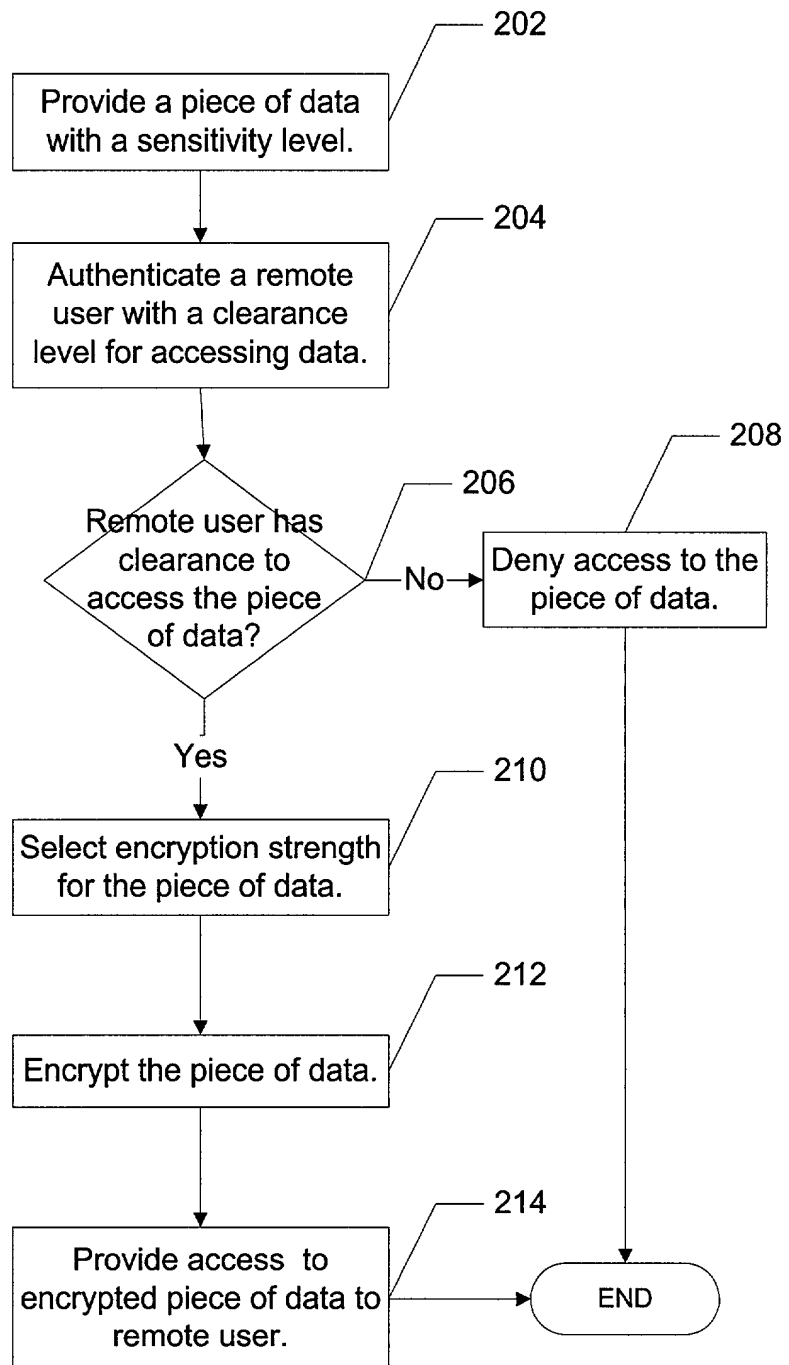 202
Provide a piece of data
with a sensitivity level.
204
Authenticate a remote
user with a clearance
level for accessing data.
206
Remote user has
clearance to
access the piece
of data?
No
208
Deny access to the
piece of data.
Yes
210
Select encryption strength
for the piece of data.
212
Encrypt the piece of data.
214
Provide access to
encrypted piece of data to
remote user.
END